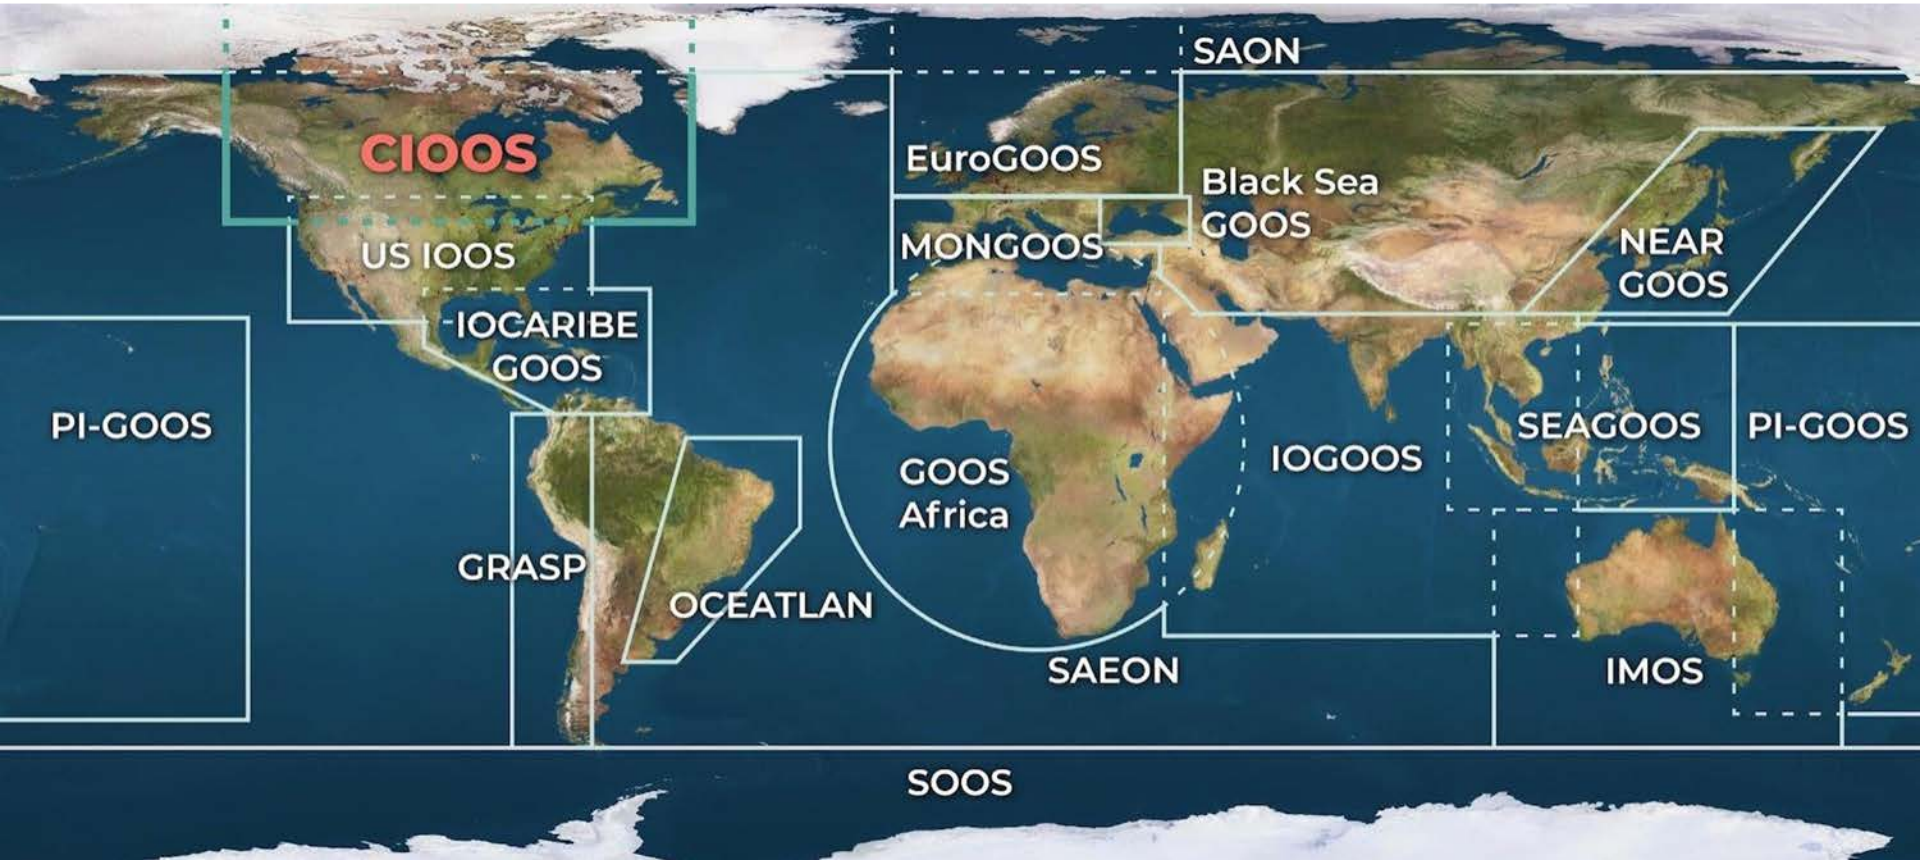 SAON
CIOOS
EuroGOOS
Black Sea
GOOS
MONGOOS
US IOOS
NEAR
GOOS
IOCARIBE
GOOS
PI-GOOS
SEAGOOS
PI-GOOS
GOOS
Africa
IOGOOS
GRASP
OCEATLAN
SAEON
IMOS
SOOS